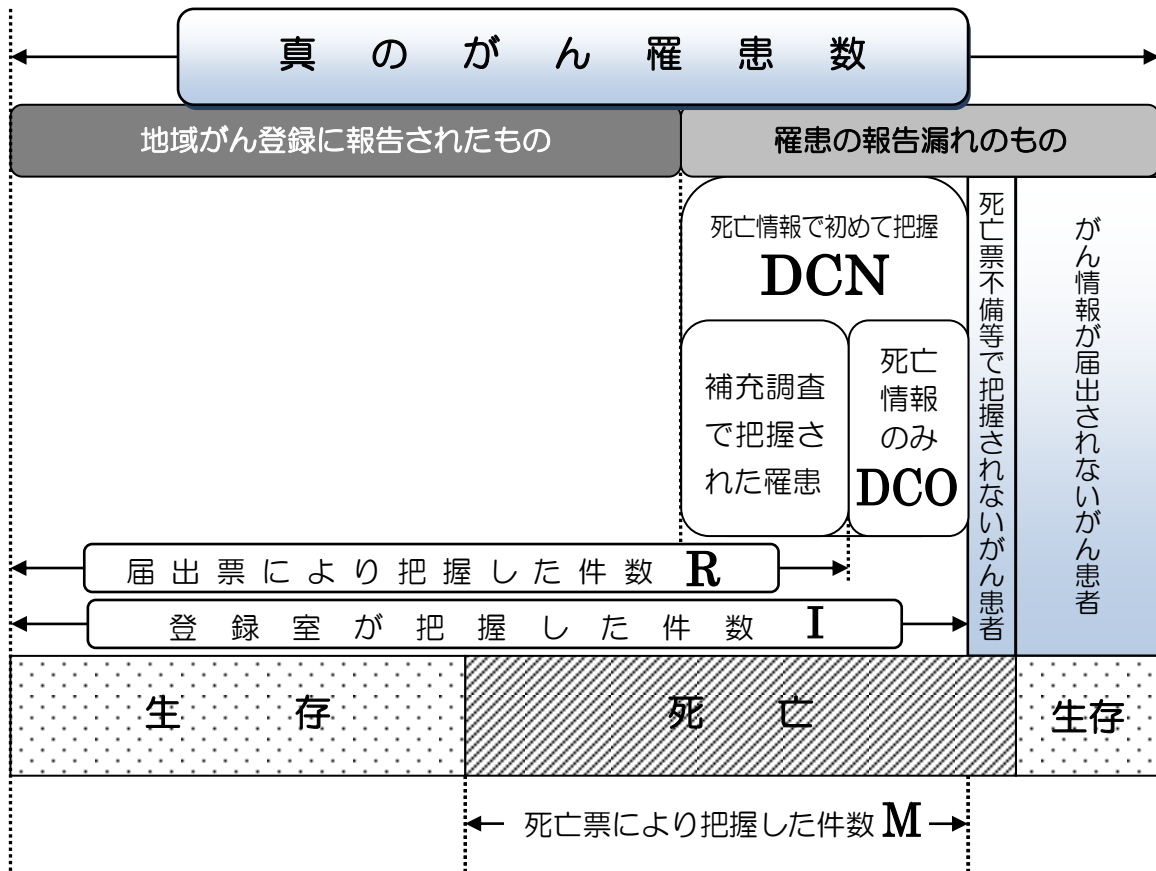 真のがん罹患数
地域がん登録に報告されたもの
罹患の報告漏れのもの
死亡情報で初めて把握
DCN
補充調査
で把握さ
れた罹患
死亡
情報
のみ
DCO
死亡票不備等で把握されないがん患者
がん情報が届出されないがん患者
届出票により把握した件数 R
登録室が把握した件数 I
生存
死亡
生存
死亡票により把握した件数 M